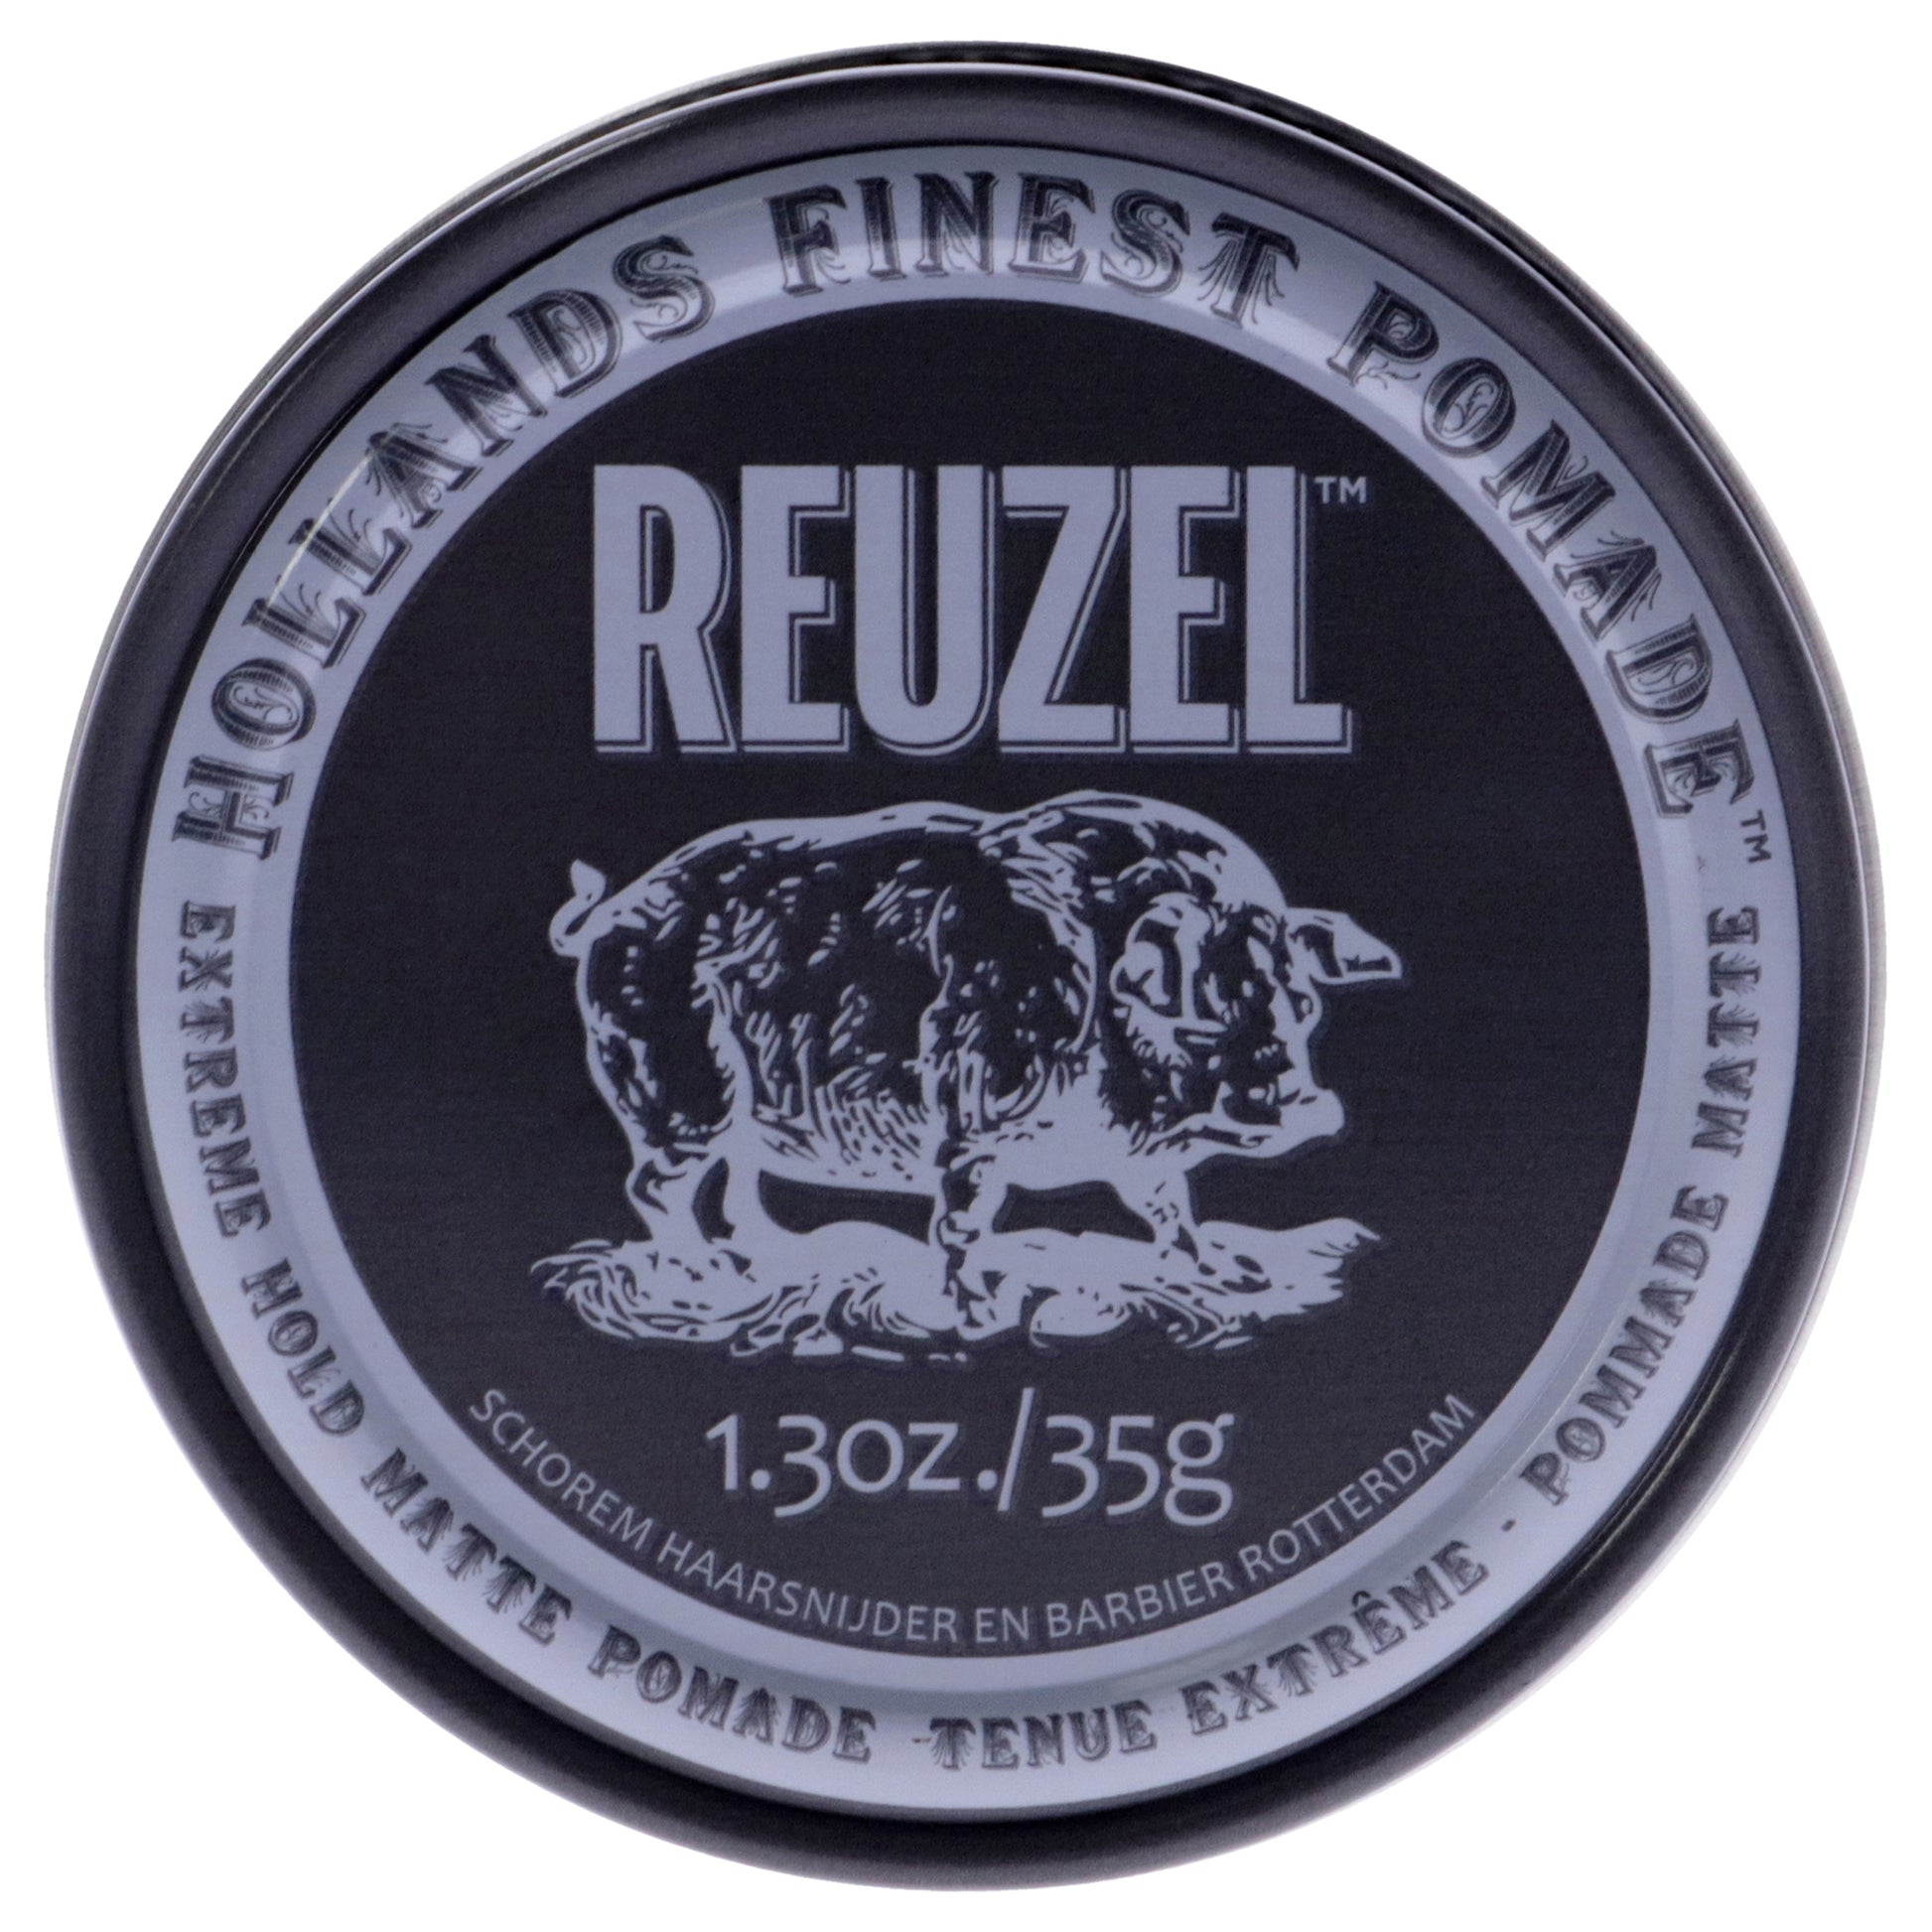 HOLLANDS FINEST POMADE™
REUZEL™
1.3oz./35g
SCHOREM HAARSNIJDER EN BARBIER ROTTERDAM
EXTREME HOLD MATTE POMADE - TENUE EXTRÊME - POMMADE MATTE